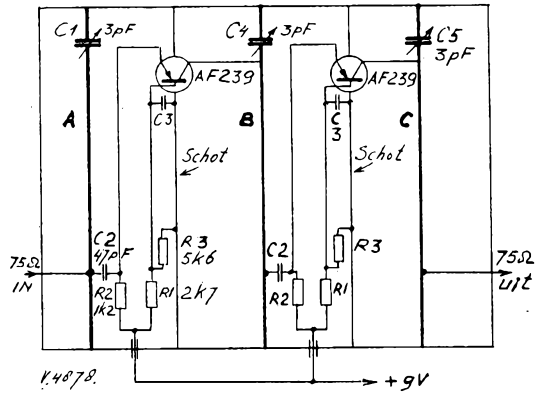 C1 3pF
C4 3pF
C5
3pF
AF239
AF239
C3
C
3
A
B
C
Schot
Schot
C2
47pF
R3
5k6
C2
R3
75Ω
IN
R2
1k2
R1 2k7
R2
R1
75Ω
uit
V.4878.
+9V